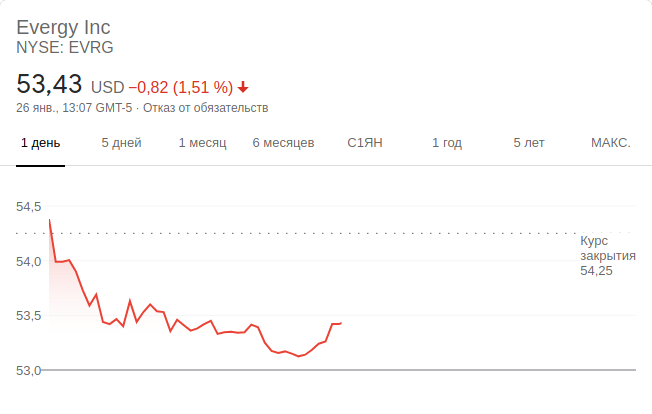 Evergy Inc
NYSE: EVRG
53,43 USD −0,82 (1,51 %)
26 янв., 13:07 GMT-5 · Отказ от обязательств
1 день 5 дней 1 месяц 6 месяцев С1ЯН 1 год 5 лет МАКС.
54,5
54,0
53,5
53,0
Курс
закрытия
54,25